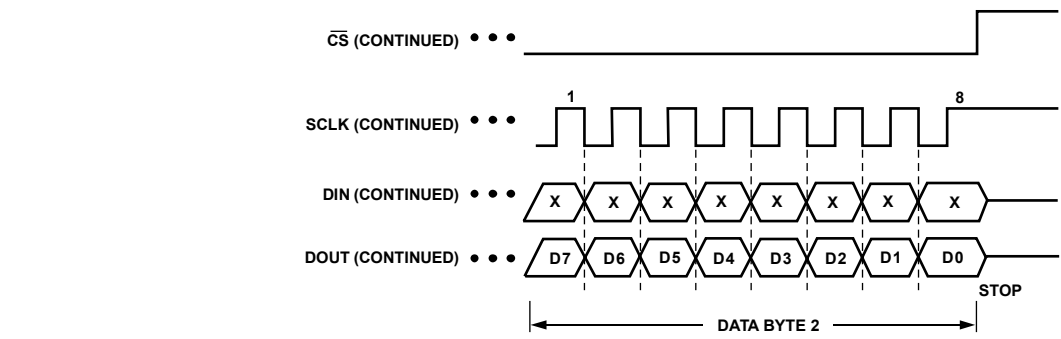 C̅S̅ (CONTINUED)
1 8
SCLK (CONTINUED)
DIN (CONTINUED) X X X X X X X X
DOUT (CONTINUED) D7 D6 D5 D4 D3 D2 D1 D0
STOP
DATA BYTE 2